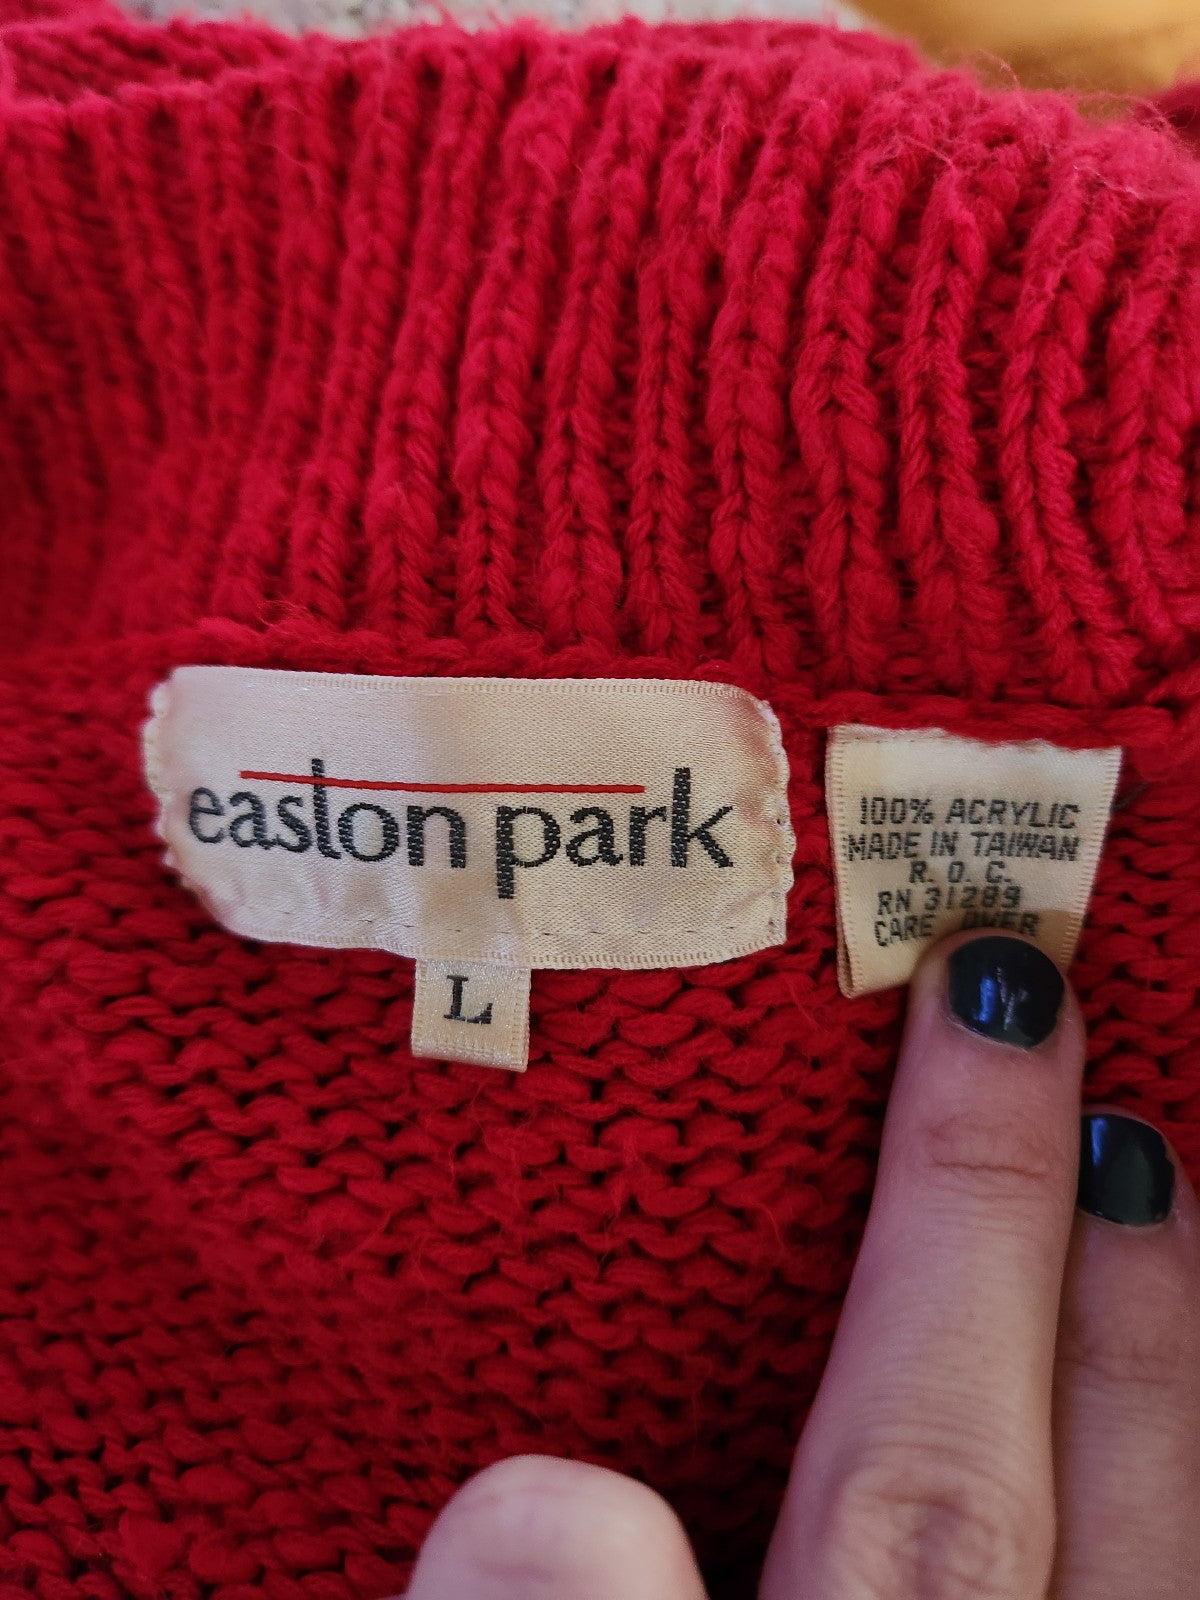 easton park
L
100% ACRYLIC
MADE IN TAIWAN
R. O. C.
RN 31289
CARE OVER